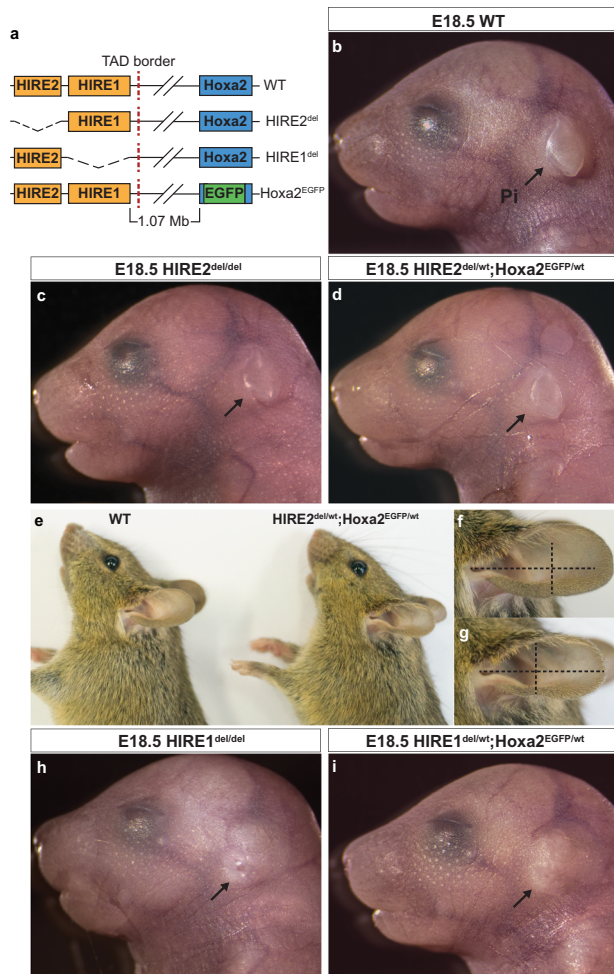 a
TAD border
HIRE2 HIRE1 Hoxa2 WT
HIRE1 Hoxa2 HIRE2del
HIRE2 Hoxa2 HIRE1del
HIRE2 HIRE1 EGFP Hoxa2EGFP
1.07 Mb
E18.5 WT
b
Pi
E18.5 HIRE2del/del
c
E18.5 HIRE2del/wt;Hoxa2EGFP/wt
d
e
WT
HIRE2del/wt;Hoxa2EGFP/wt
f
g
E18.5 HIRE1del/del
h
E18.5 HIRE1del/wt;Hoxa2EGFP/wt
i